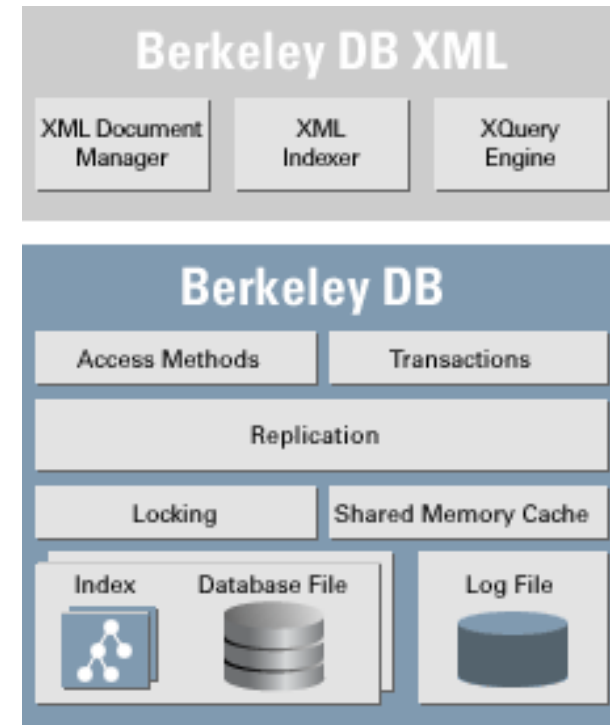 Berkeley DB XML
XML Document
Manager
XML
Indexer
XQuery
Engine
Berkeley DB
Access Methods
Transactions
Replication
Locking
Shared Memory Cache
Index
Database File
Log File